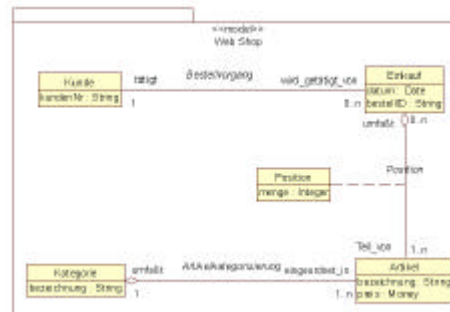 <<model>>
Web Shop
Kunde
kundenNr : String
tätigt
1
Bestellvorgang
wird_getätigt_von
0..n
Einkauf
datum : Date
bestellID : String
umfaßt
0..n
Position
Position
menge : Integer
Teil_von
1..n
Kategorie
bezeichnung : String
umfaßt
1
Artikelkategorisierung
eingeordnet_in
1..n
Artikel
bezeichnung : String
preis : Money